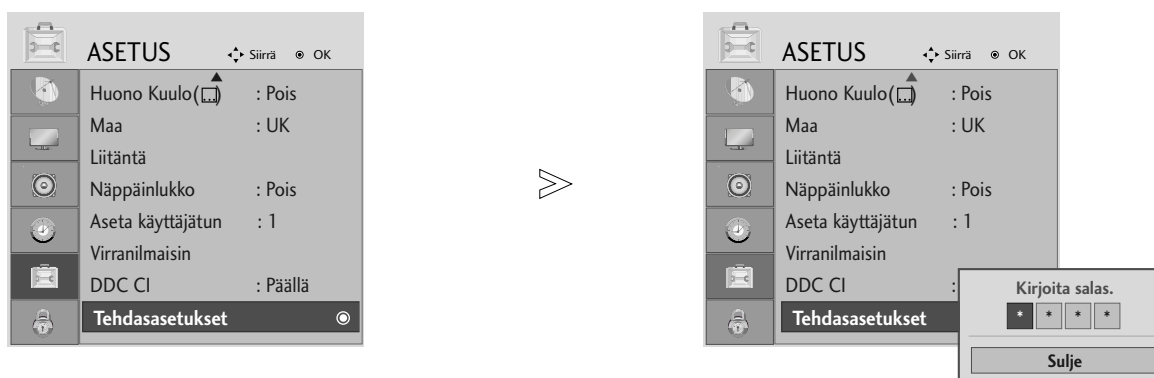 ASETUS Siirrä OK
Huono Kuulo( ) : Pois
Maa : UK
Liitäntä
Näppäinlukko : Pois
Aseta käyttäjätun : 1
Virranilmaisin
DDC CI : Päällä
Tehdasasetukset
>
ASETUS Siirrä OK
Huono Kuulo( ) : Pois
Maa : UK
Liitäntä
Näppäinlukko : Pois
Aseta käyttäjätun : 1
Virranilmaisin
DDC CI :
Tehdasasetukset
Kirjoita salas.
* * * *
Sulje